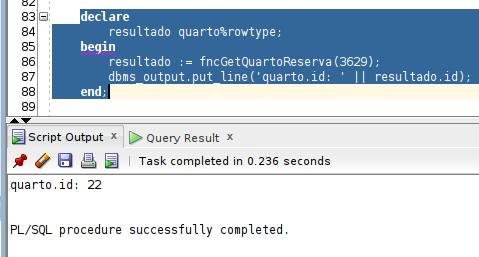 82
83 declare
84 resultado quarto%rowtype;
85 begin
86 resultado := fncGetQuartoReserva(3629);
87 dbms_output.put_line('quarto.id: ' || resultado.id);
88 end;
89
Script Output x Query Result x
Task completed in 0.236 seconds
quarto.id: 22
PL/SQL procedure successfully completed.